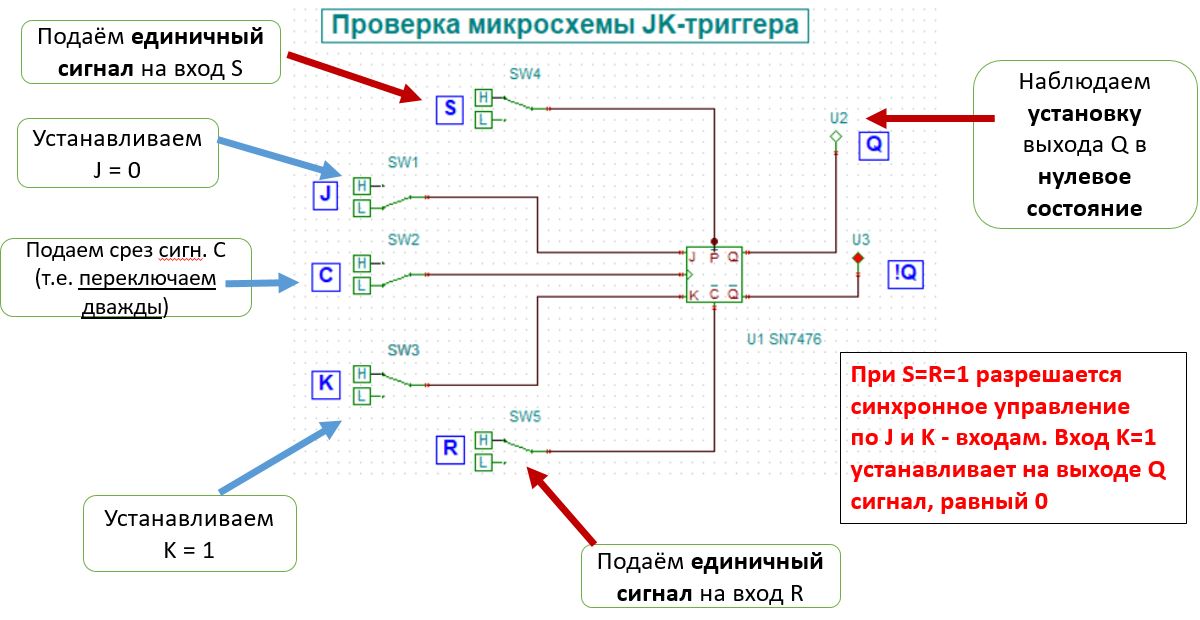 Проверка микросхемы JK-триггера
Подаём единичный
сигнал на вход S
SW4
S
H
L
Устанавливаем
J = 0
SW1
J
H
L
Подаем срез сигн. С
(т.е. переключаем
дважды)
SW2
C
H
L
SW3
K
H
L
Устанавливаем
K = 1
SW5
R
H
L
Подаём единичный
сигнал на вход R
J P Q
K C Q
U1 SN7476
U2
Q
U3
!Q
Наблюдаем
установку
выхода Q в
нулевое
состояние
При S=R=1 разрешается
синхронное управление
по J и K - входам. Вход K=1
устанавливает на выходе Q
сигнал, равный 0